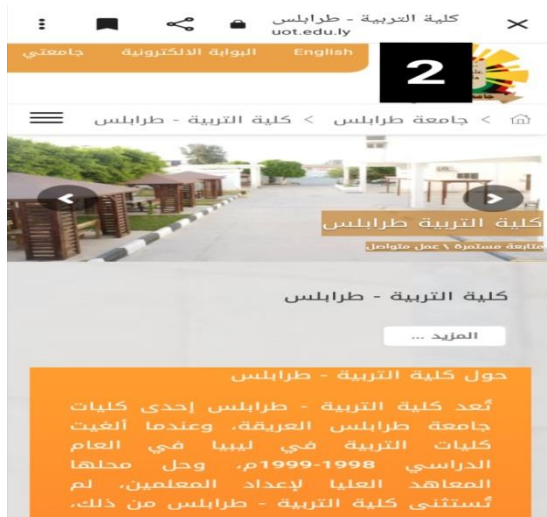 كلية التربية - طرابلس
uot.edu.ly
English البوابة الالكترونية جامعتي
2
جامعة طرابلس > كلية التربية - طرابلس
كلية التربية طرابلس
متابعة مستمرة \ عمل متواصل
كلية التربية - طرابلس
المزيد ...
حول كلية التربية - طرابلس
تُعد كلية التربية - طرابلس إحدى كليات
جامعة طرابلس العريقة، وعندما ألغيت
كليات التربية في ليبيا في العام
الدراسي 1998-1999م، وحل محلها
المعاهد العليا لإعداد المعلمين، لم
تُستثنى كلية التربية - طرابلس من ذلك،